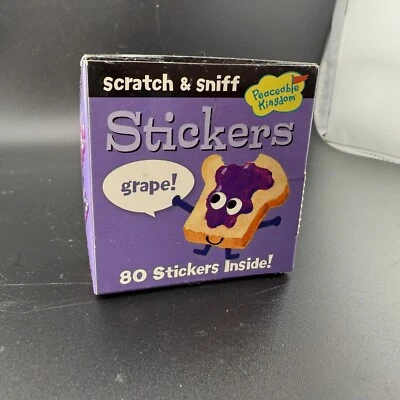 scratch & sniff
Peaceable
Kingdom
Stickers
grape!
80 Stickers Inside!